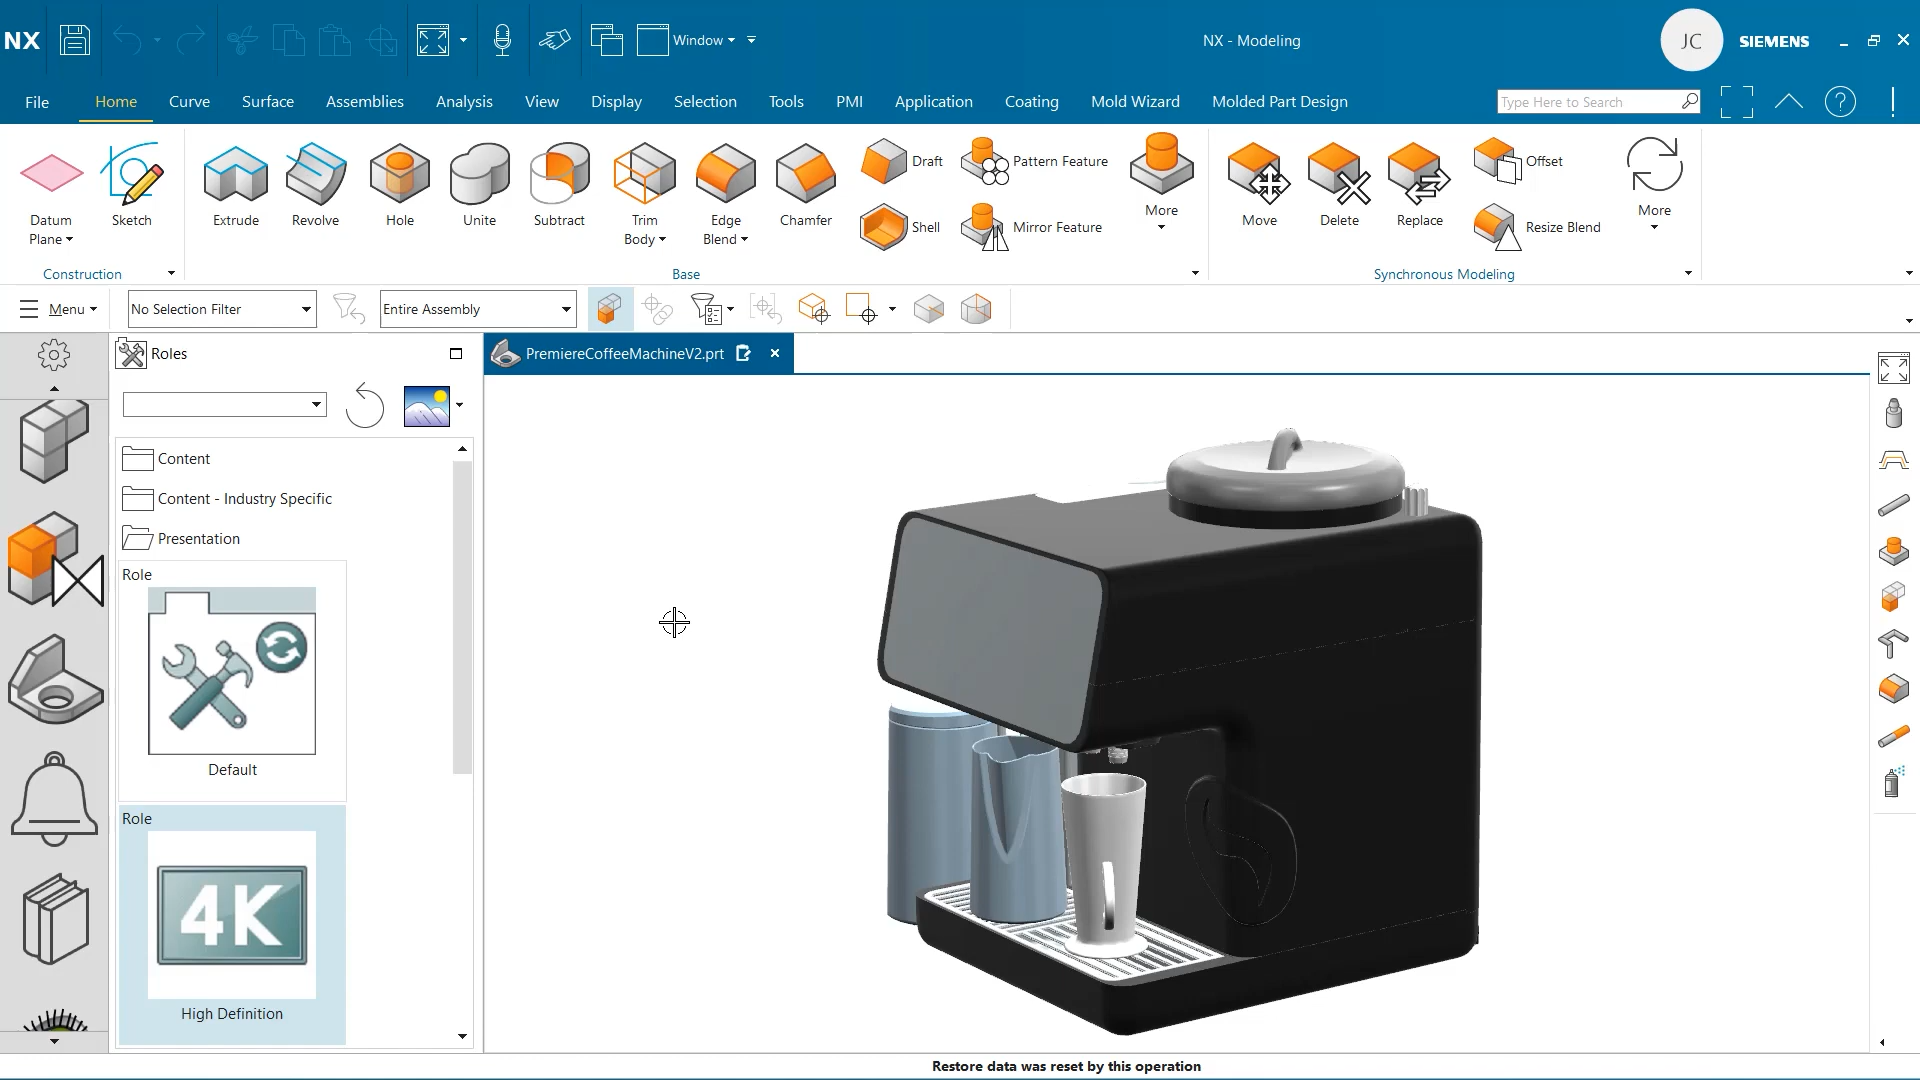 NX
Window
NX - Modeling
JC
SIEMENS
File
Home
Curve
Surface
Assemblies
Analysis
View
Display
Selection
Tools
PMI
Application
Coating
Mold Wizard
Molded Part Design
Type Here to Search
Datum
Plane
Sketch
Extrude
Revolve
Hole
Unite
Subtract
Trim
Body
Edge
Blend
Chamfer
Draft
Shell
Pattern Feature
Mirror Feature
More
Move
Delete
Replace
Offset
Resize Blend
More
Construction
Base
Synchronous Modeling
Menu
No Selection Filter
Entire Assembly
Roles
PremiereCoffeeMachineV2.prt
Content
Content - Industry Specific
Presentation
Role
Default
Role
4K
High Definition
Restore data was reset by this operation